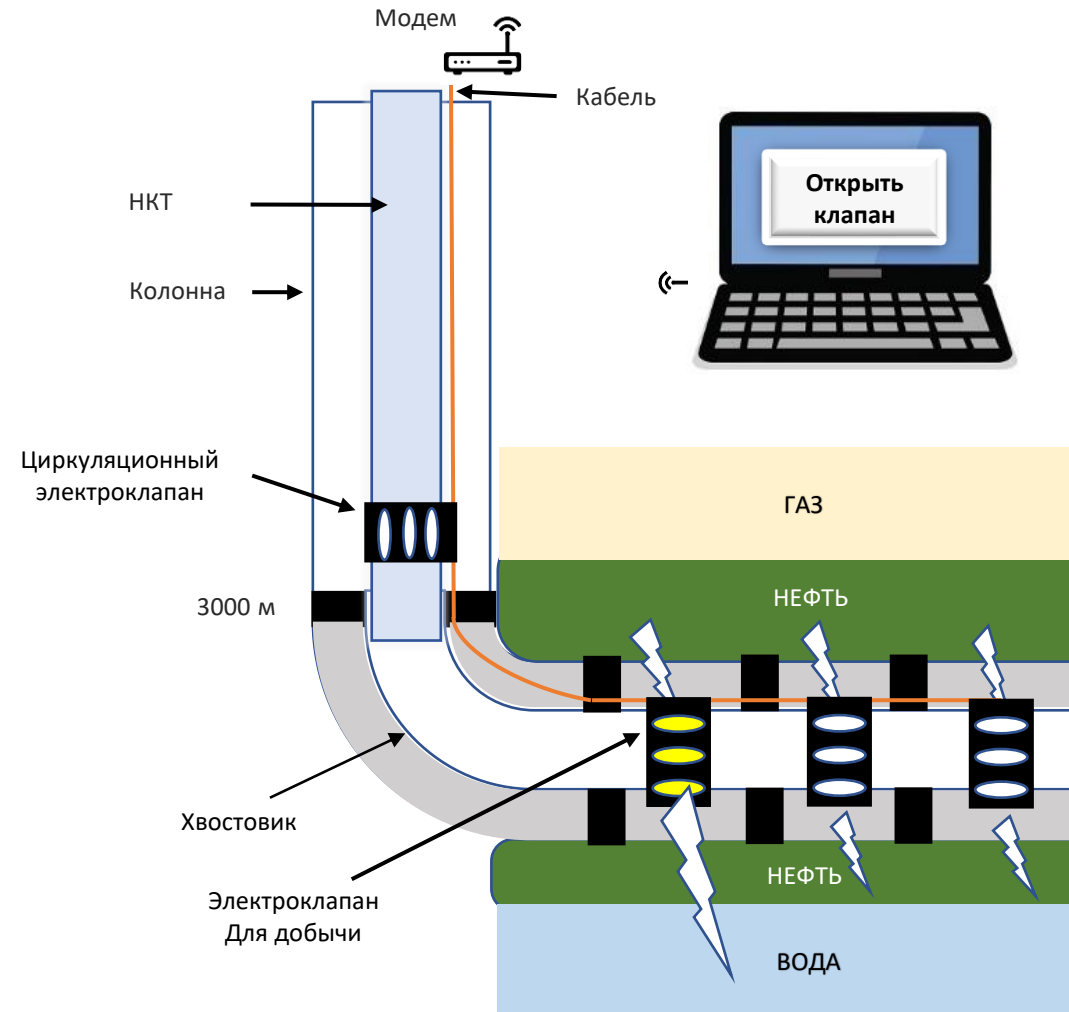 Модем
Кабель
НКТ
Колонна
Открыть
клапан
Циркуляционный
электроклапан
ГАЗ
3000 м
НЕФТЬ
Хвостовик
НЕФТЬ
Электроклапан
Для добычи
ВОДА